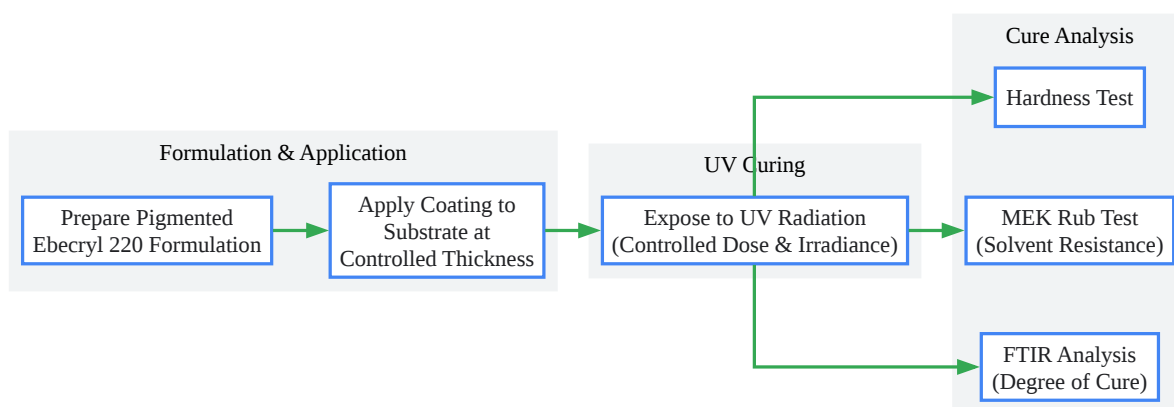 Cure Analysis
Hardness Test
Formulation & Application
UV Curing
Prepare Pigmented
Ebecryl 220 Formulation
Apply Coating to
Substrate at
Controlled Thickness
Expose to UV Radiation
(Controlled Dose & Irradiance)
MEK Rub Test
(Solvent Resistance)
FTIR Analysis
(Degree of Cure)